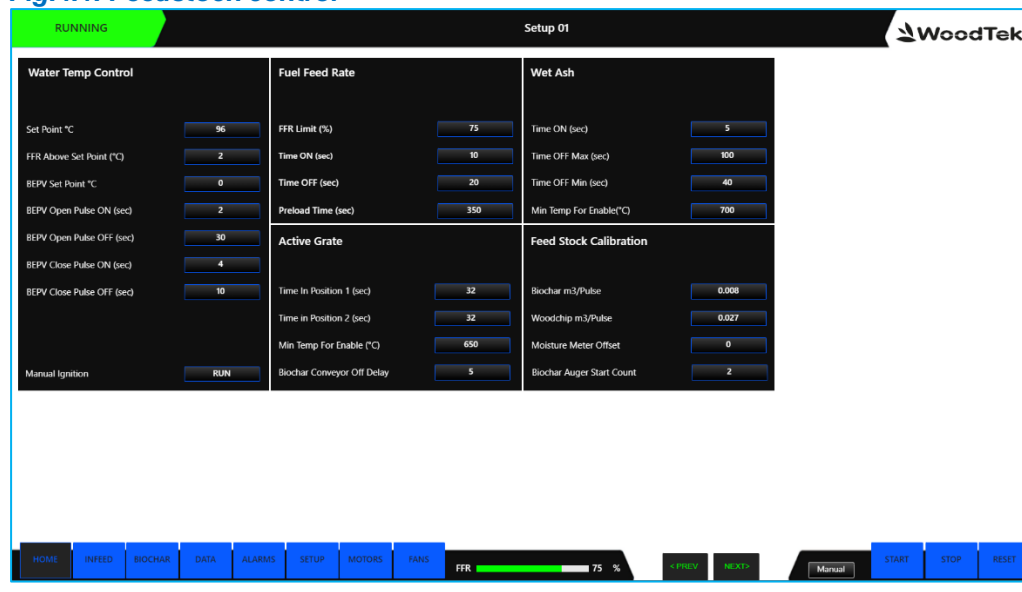 RUNNING
Setup 01
WoodTek
Water Temp Control
Set Point °C 96
FFR Above Set Point (°C) 2
BEPV Set Point °C 0
BEPV Open Pulse ON (sec) 2
BEPV Open Pulse OFF (sec) 30
BEPV Close Pulse ON (sec) 4
BEPV Close Pulse OFF (sec) 10
Manual Ignition RUN
Fuel Feed Rate
FFR Limit (%) 75
Time ON (sec) 10
Time OFF (sec) 20
Preload Time (sec) 350
Wet Ash
Time ON (sec) 5
Time OFF Max (sec) 100
Time OFF Min (sec) 40
Min Temp For Enable(°C) 700
Active Grate
Time In Position 1 (sec) 32
Time in Position 2 (sec) 32
Min Temp For Enable (°C) 650
Biochar Conveyor Off Delay 5
Feed Stock Calibration
Biochar m3/Pulse 0.008
Woodchip m3/Pulse 0.027
Moisture Meter Offset 0
Biochar Auger Start Count 2
HOME INFEED BIOCHAR DATA ALARMS SETUP MOTORS FANS
FFR 75 %
< PREV NEXT>
Manual
START STOP RESET